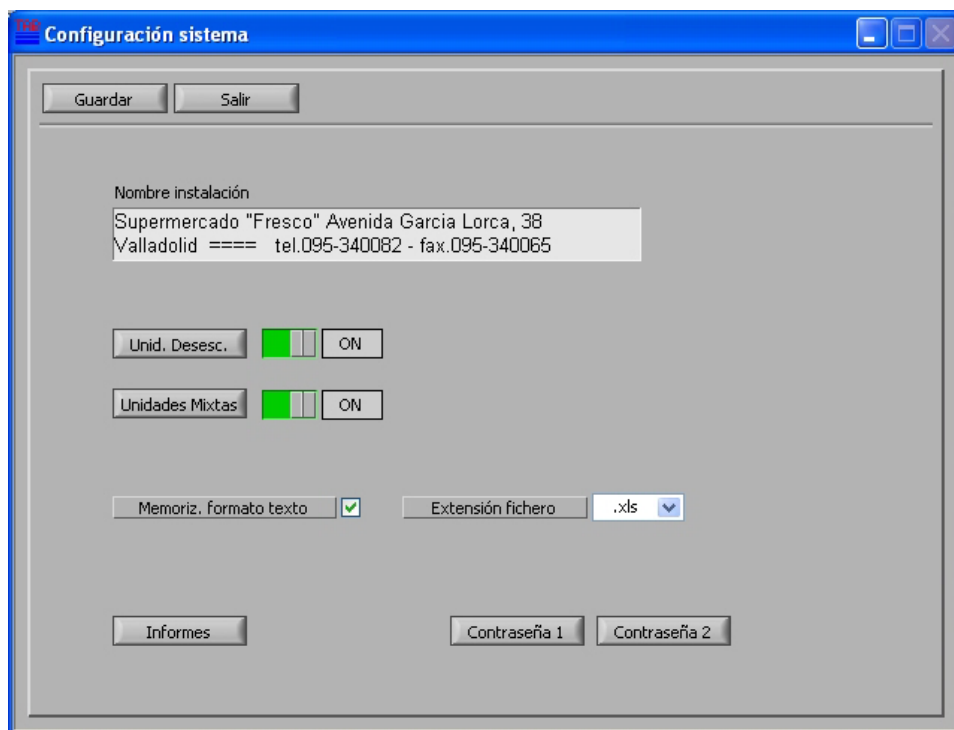 Configuración sistema
Guardar Salir
Nombre instalación
Supermercado "Fresco" Avenida Garcia Lorca, 38
Valladolid ==== tel.095-340082 - fax.095-340065
Unid. Desesc. ON
Unidades Mixtas ON
Memoriz. formato texto Extensión fichero .xls
Informes Contraseña 1 Contraseña 2